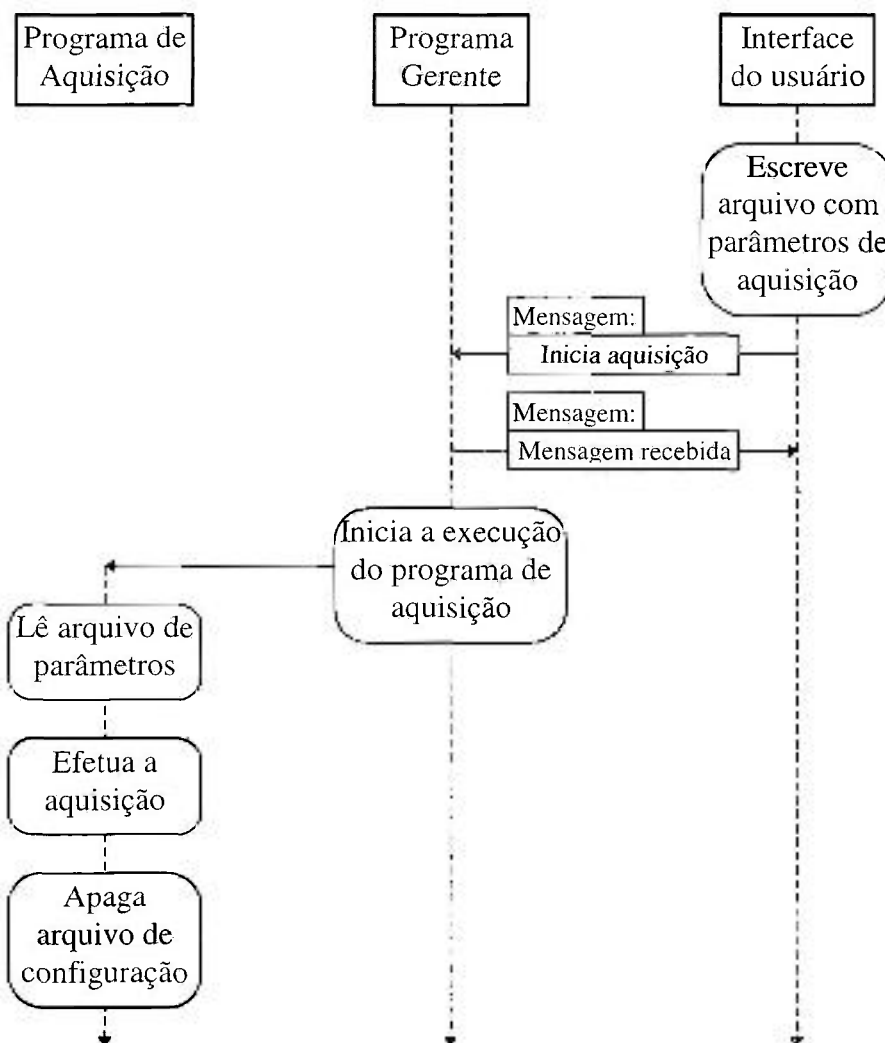 Programa de
Aquisição
Programa
Gerente
Interface
do usuário
Escreve
arquivo com
parâmetros de
aquisição
Mensagem:
Inicia aquisição
Mensagem:
Mensagem recebida
Inicia a execução
do programa de
aquisição
Lê arquivo de
parâmetros
Efetua a
aquisição
Apaga
arquivo de
configuração